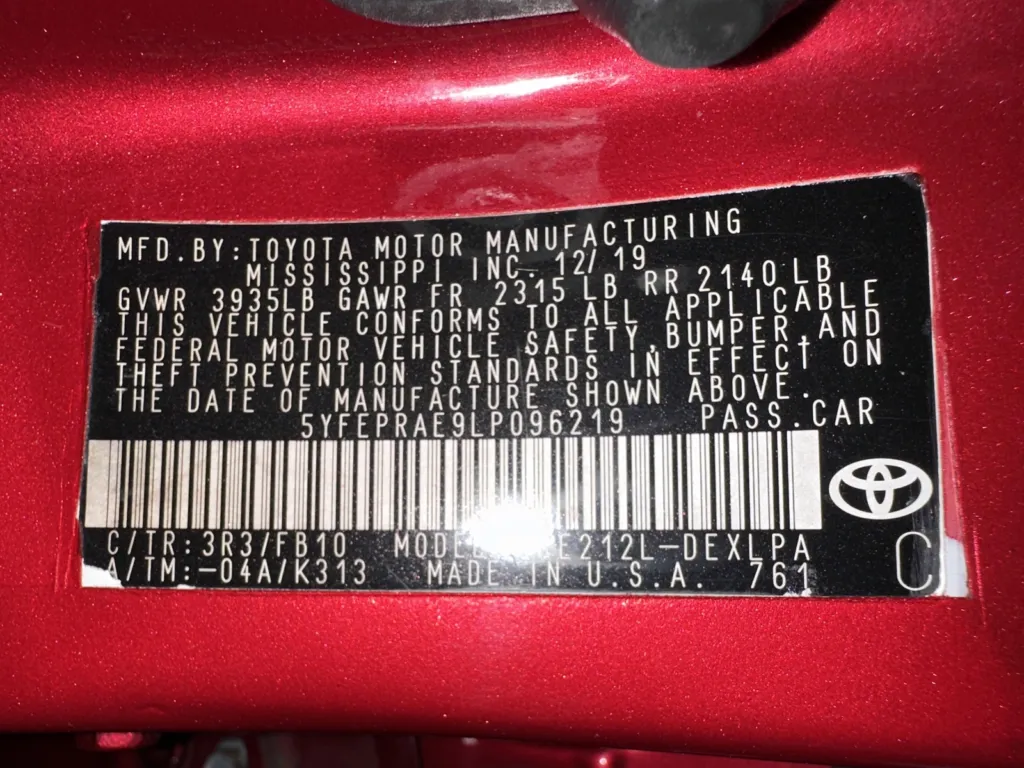 MFD.BY:TOYOTA MOTOR MANUFACTURING
MISSISSIPPI INC. 12/19
GVWR 3935LB GAWR FR 2315 LB RR 2140 LB
THIS VEHICLE CONFORMS TO ALL APPLICABLE
FEDERAL MOTOR VEHICLE SAFETY,BUMPER,AND
THEFT PREVENTION STANDARDS IN EFFECT ON
THE DATE OF MANUFACTURE SHOWN ABOVE.
5YFEPRAE9LP096219 PASS.CAR
C/TR:3R3/FB10 E212L-DEXLPA
A/TM:-04A/K313 MADE IN U.S.A. 761
C